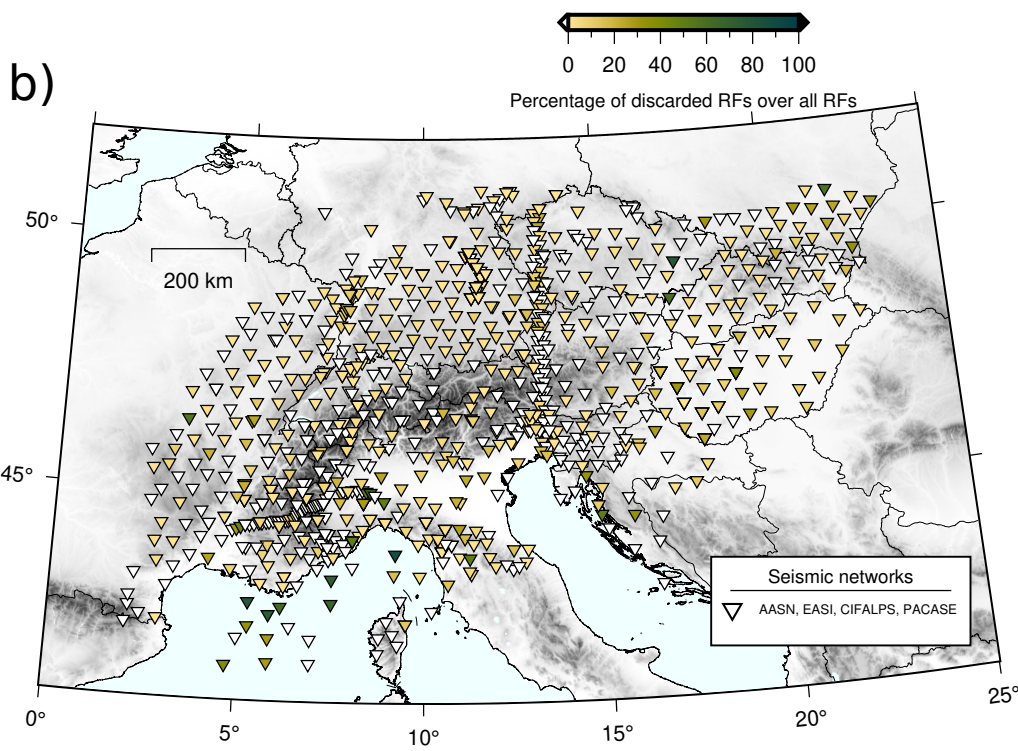 0 20 40 60 80 100
b)
Percentage of discarded RFs over all RFs
50°
200 km
45°
Seismic networks
AASN, EASI, CIFALPS, PACASE
0° 5° 10° 15° 20° 25°